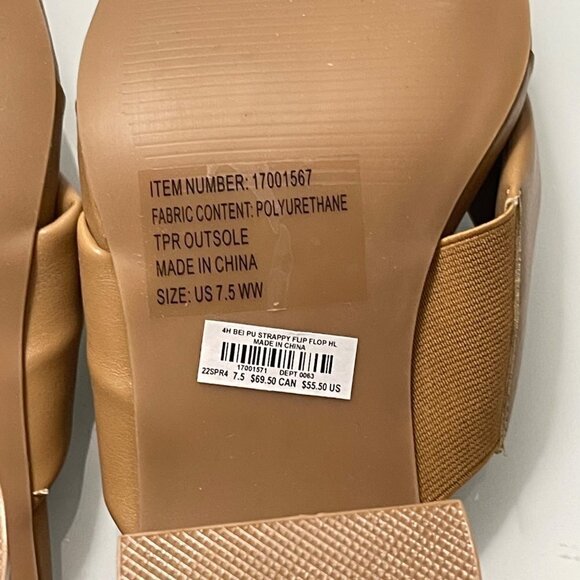 ITEM NUMBER: 17001567
FABRIC CONTENT: POLYURETHANE
TPR OUTSOLE
MADE IN CHINA
SIZE: US 7.5 WW
4H BEI PU STRAPPY FLIP FLOP HL
MADE IN CHINA
17001571 DEPT 0063
22SPR4 7.5 $69.50 CAN $55.50 US